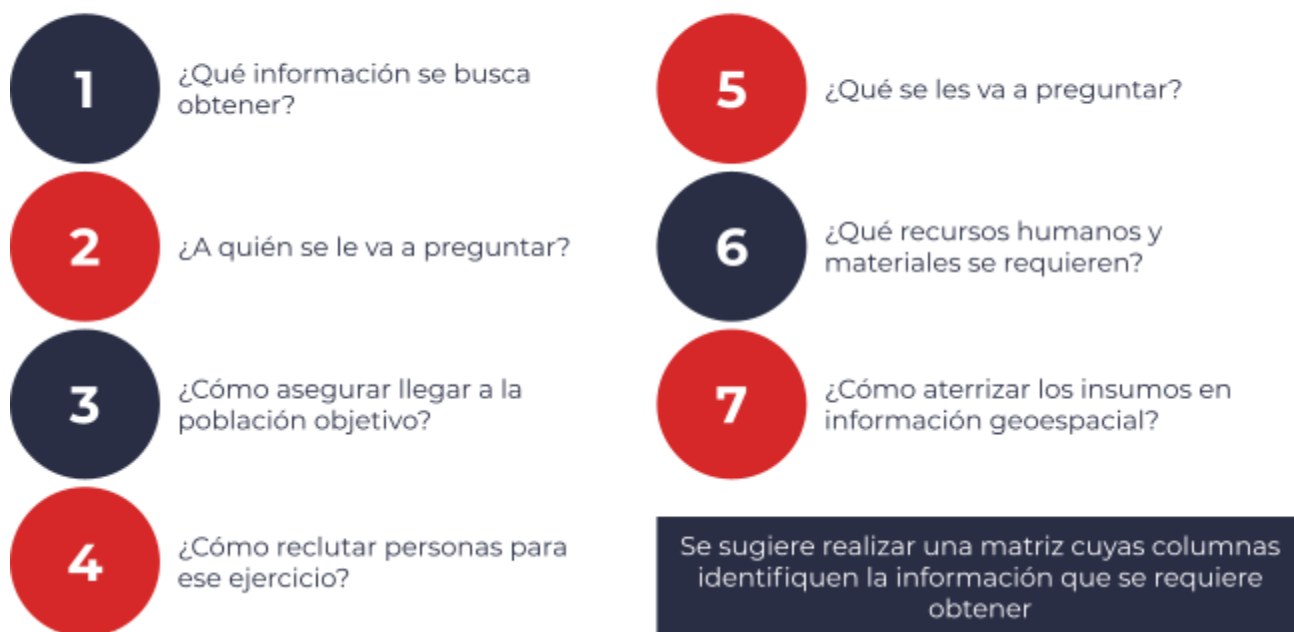 1
¿Qué información se busca
obtener?
2
¿A quién se le va a preguntar?
3
¿Cómo asegurar llegar a la
población objetivo?
4
¿Cómo reclutar personas para
ese ejercicio?
5
¿Qué se les va a preguntar?
6
¿Qué recursos humanos y
materiales se requieren?
7
¿Cómo aterrizar los insumos en
información geoespacial?
Se sugiere realizar una matriz cuyas columnas
identifiquen la información que se requiere
obtener